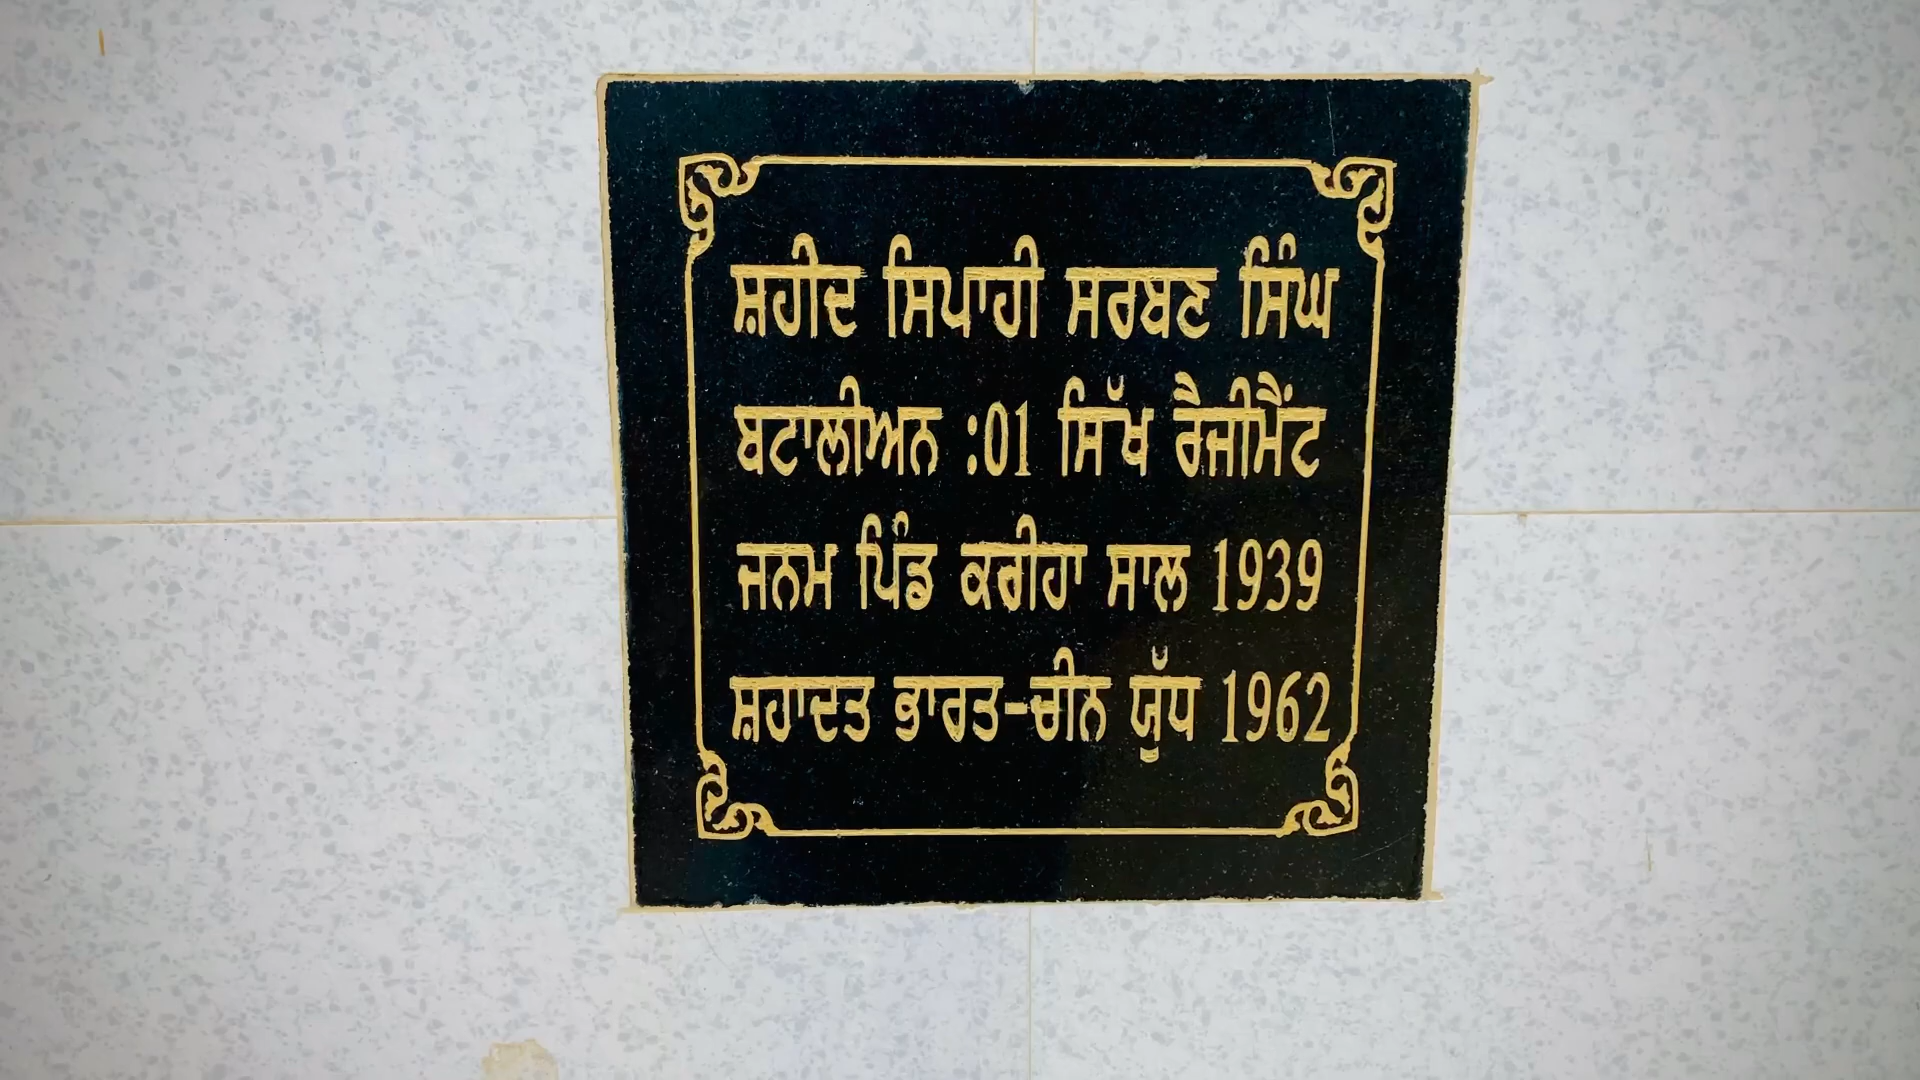 ਸ਼ਹੀਦ ਸਿਪਾਹੀ ਸਰਬਣ ਸਿੰਘ
ਬਟਾਲੀਅਨ :01 ਸਿੱਖ ਰੈਜੀਮੈਂਟ
ਜਨਮ ਪਿੰਡ ਕਰੀਹਾ ਸਾਲ 1939
ਸ਼ਹਾਦਤ ਭਾਰਤ-ਚੀਨ ਯੁੱਧ 1962